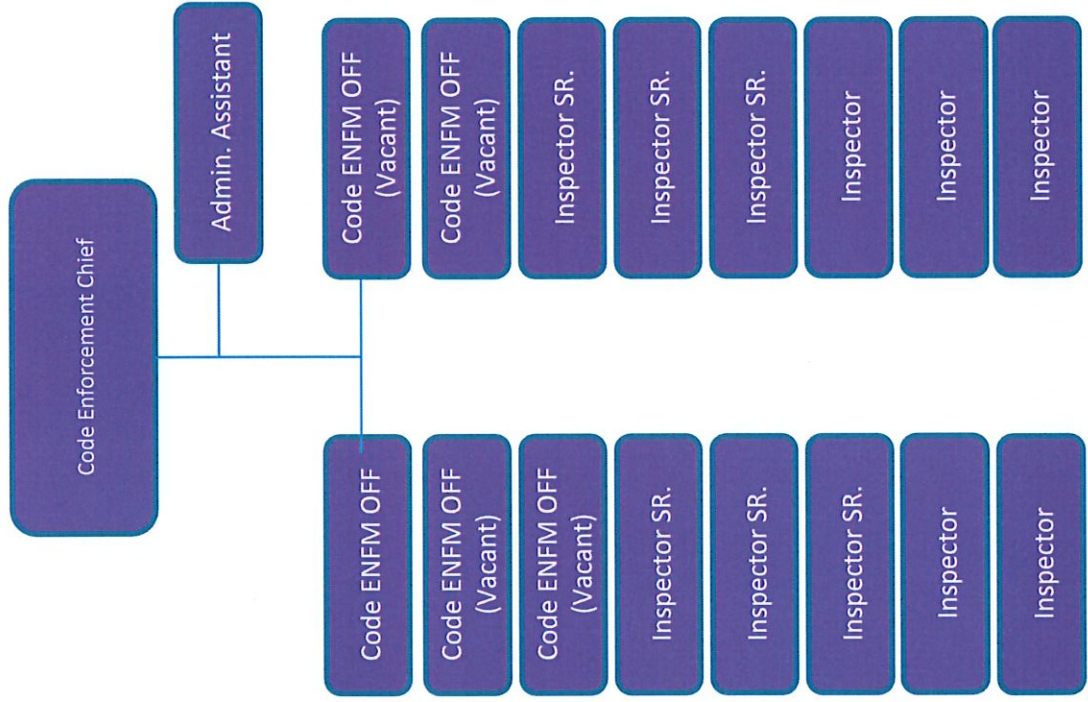 Code Enforcement Chief
Admin. Assistant
Code ENFM OFF
Code ENFM OFF
(Vacant)
Code ENFM OFF
(Vacant)
Inspector SR.
Inspector SR.
Inspector SR.
Inspector
Inspector
Code ENFM OFF
(Vacant)
Code ENFM OFF
(Vacant)
Inspector SR.
Inspector SR.
Inspector SR.
Inspector
Inspector
Inspector